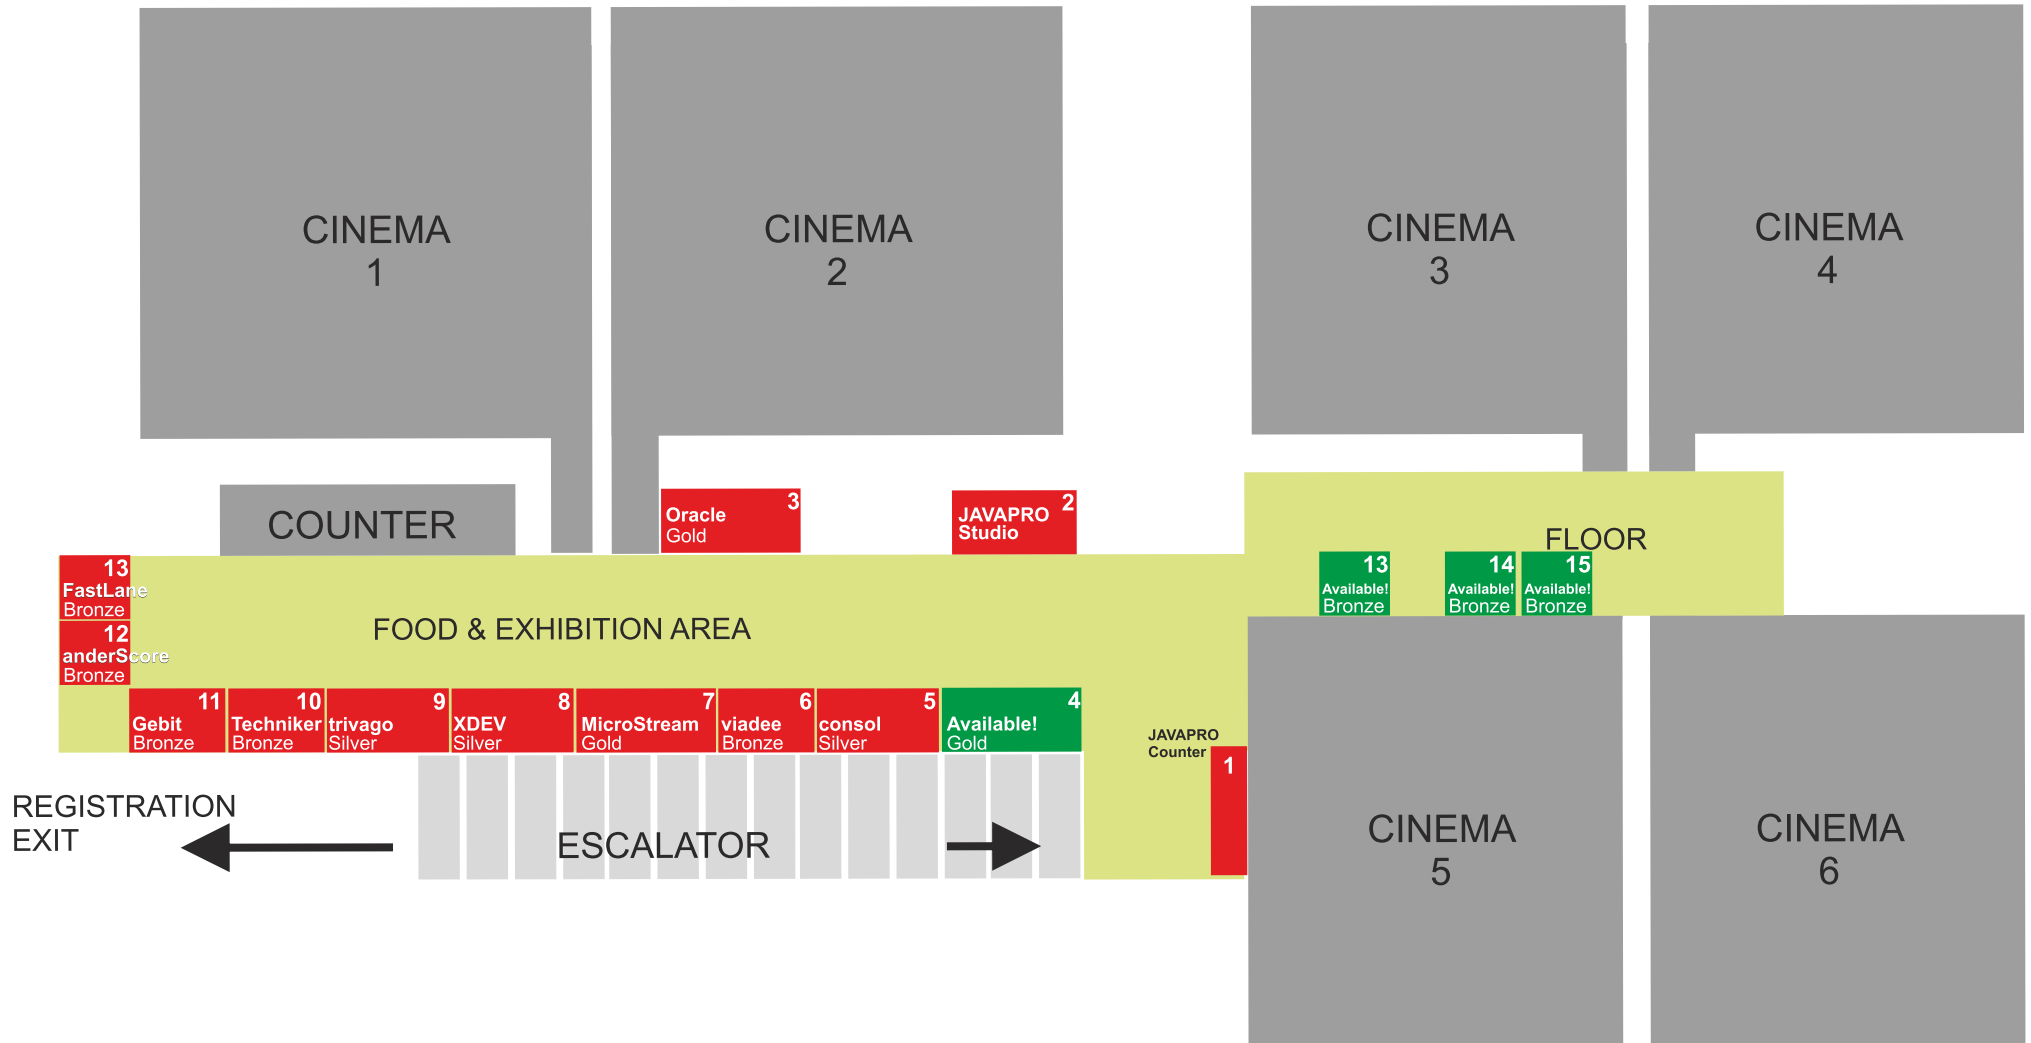 CINEMA
1
CINEMA
2
CINEMA
3
CINEMA
4
COUNTER
3
Oracle
Gold
2
JAVAPRO
Studio
FLOOR
13
FastLane
Bronze
12
anderScore
Bronze
FOOD & EXHIBITION AREA
13
Available!
Bronze
14
Available!
Bronze
15
Available!
Bronze
11
Gebit
Bronze
10
Techniker
Bronze
9
trivago
Silver
8
XDEV
Silver
7
MicroStream
Gold
6
viadee
Bronze
5
consol
Silver
4
Available!
Gold
JAVAPRO
Counter
1
REGISTRATION
EXIT
ESCALATOR
CINEMA
5
CINEMA
6